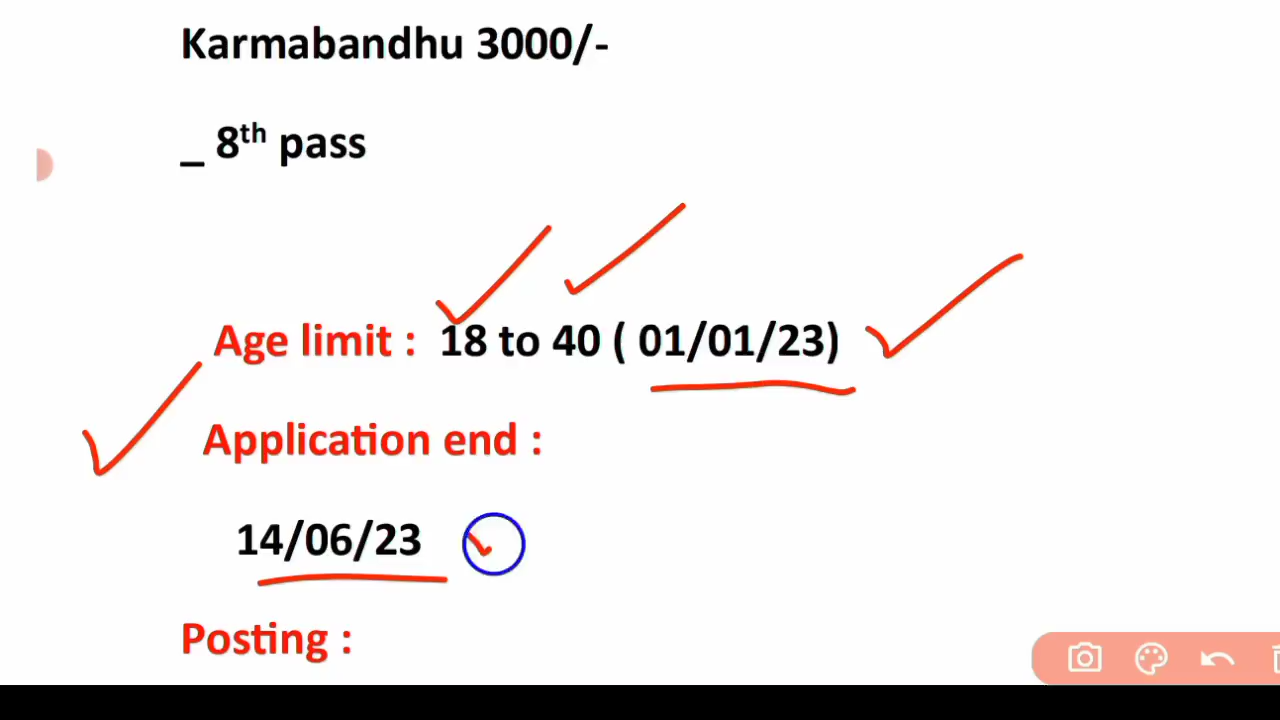 Karmabandhu 3000/-
_ 8th pass
Age limit : 18 to 40 ( 01/01/23)
Application end :
14/06/23
Posting :